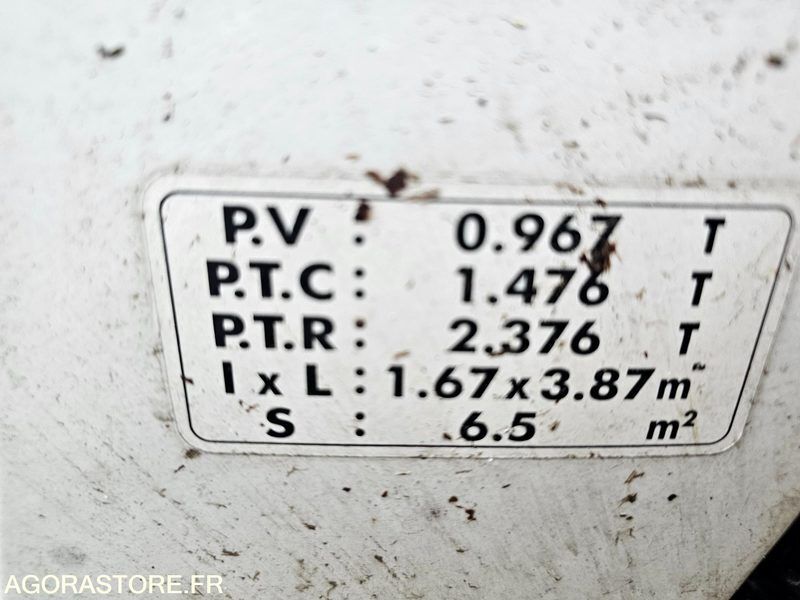 P.V : 0.967 T
P.T.C : 1.476 T
P.T.R : 2.376 T
l x L : 1.67 x 3.87 m
S : 6.5 m²
AGORASTORE.FR